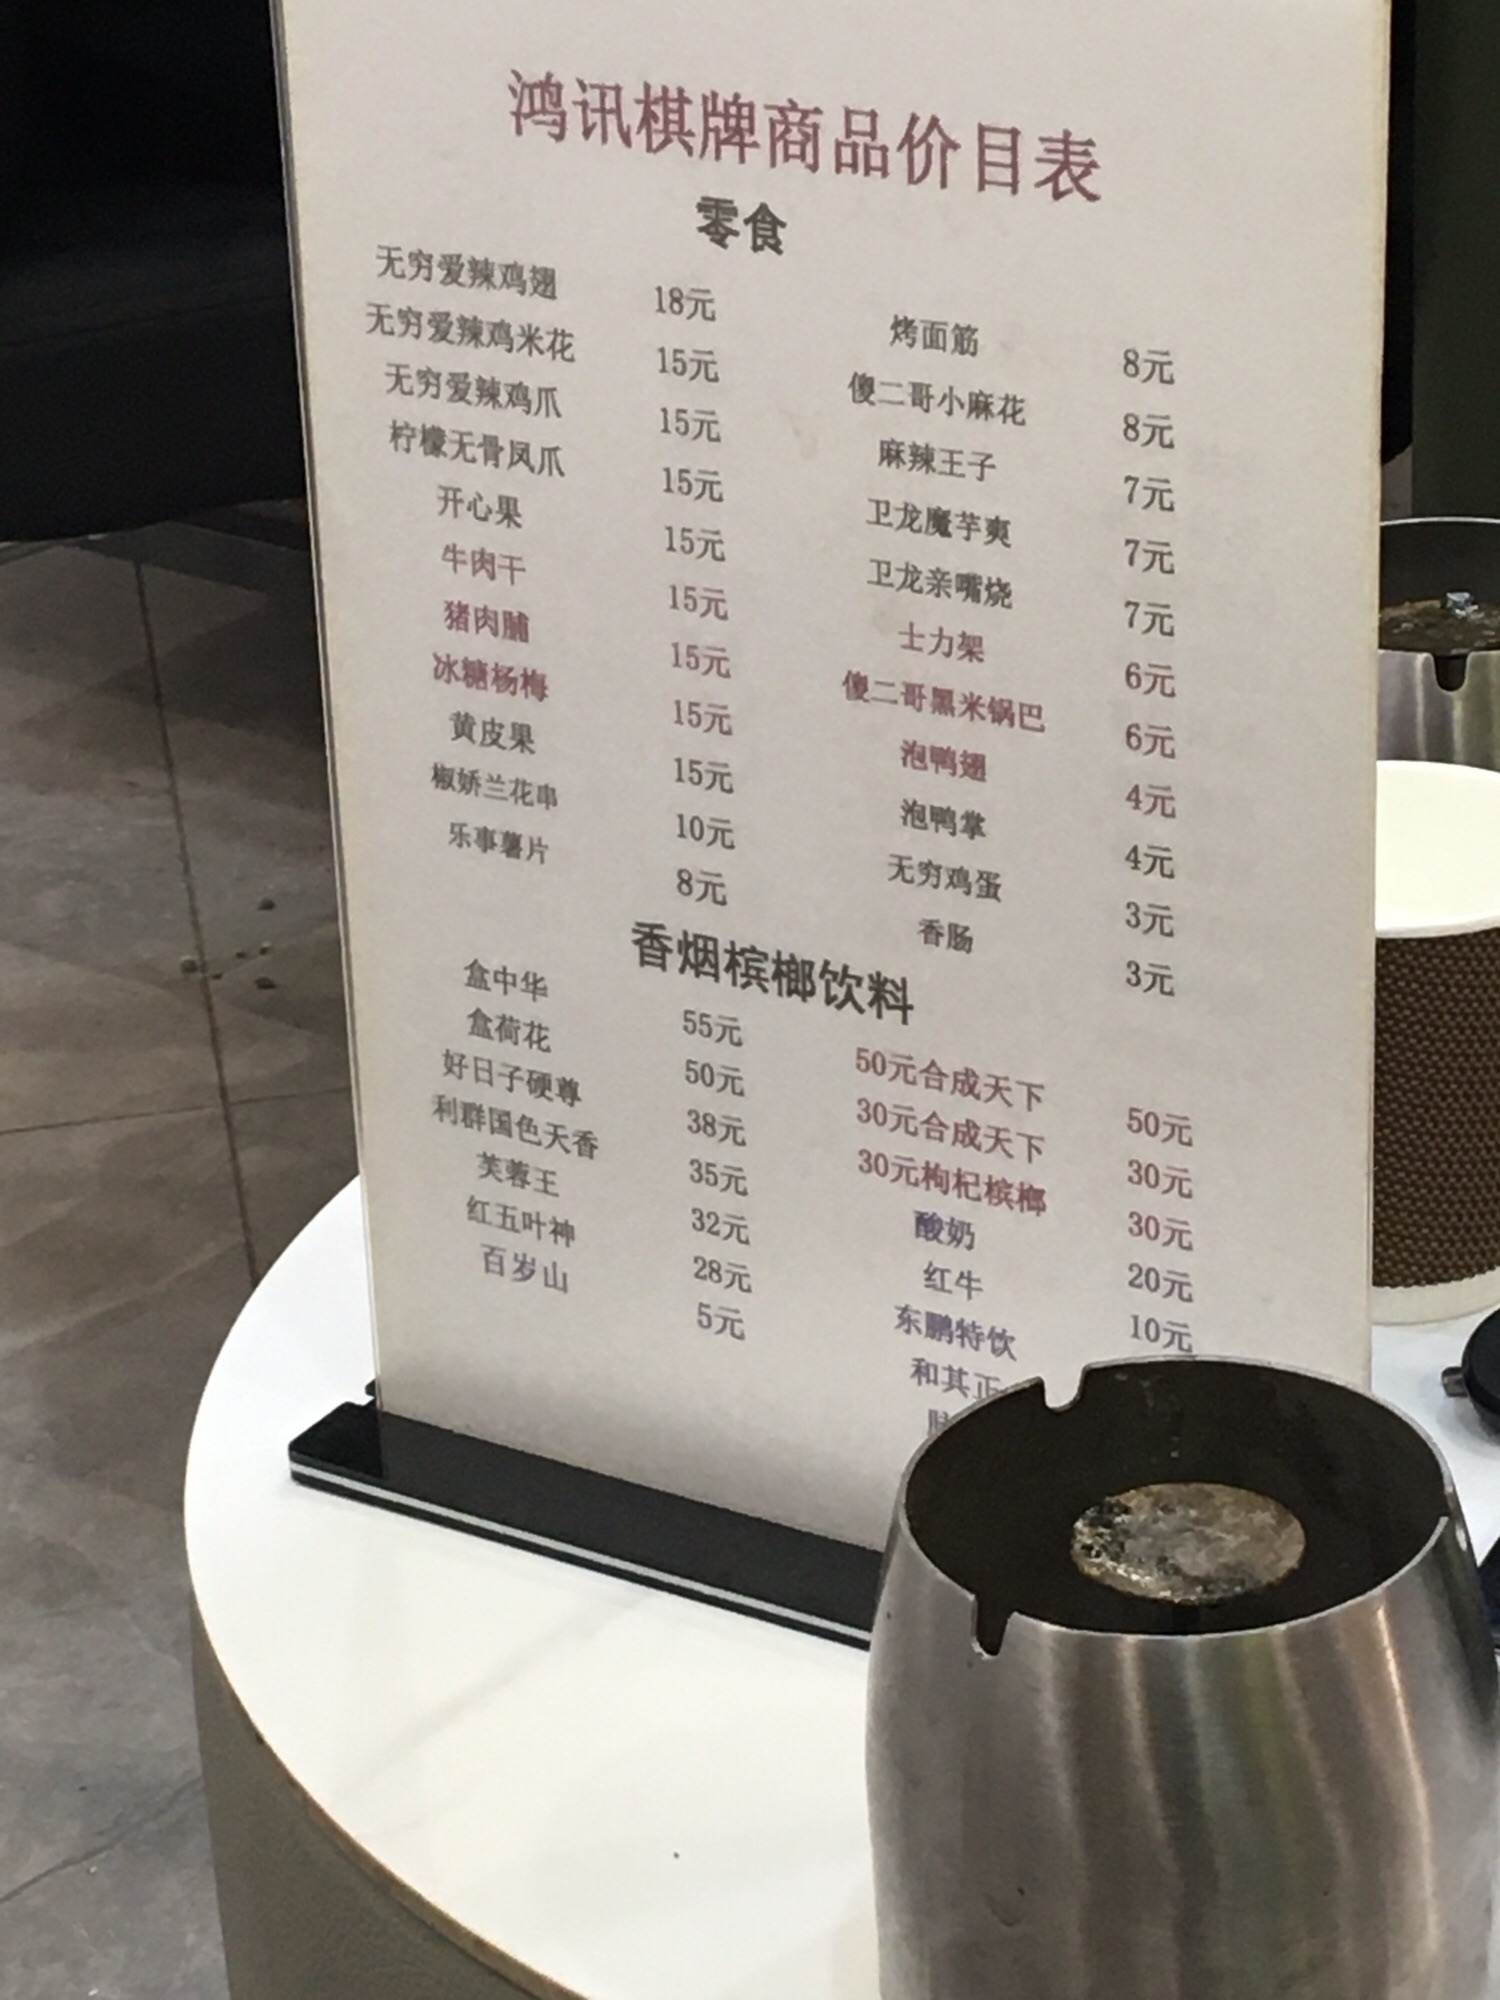 鸿讯棋牌商品价目表
零食
无穷爱辣鸡翅 18元 烤面筋 8元
无穷爱辣鸡米花 15元 傻二哥小麻花 8元
无穷爱辣鸡爪 15元 麻辣王子 7元
柠檬无骨凤爪 15元 卫龙魔芋爽 7元
开心果 15元 卫龙亲嘴烧 7元
牛肉干 15元 士力架 6元
猪肉脯 15元 傻二哥黑米锅巴 6元
冰糖杨梅 15元 泡鸭翅 4元
黄皮果 15元 泡鸭掌 4元
椒娇兰花串 10元 无穷鸡蛋 3元
乐事薯片 8元 香肠 3元
香烟槟榔饮料
盒中华 55元 50元合成天下 50元
盒荷花 50元 30元合成天下 30元
好日子硬尊 38元 30元枸杞槟榔 30元
利群国色天香 35元 酸奶 20元
芙蓉王 32元 红牛 10元
红五叶神 28元 东鹏特饮
百岁山 5元 和其正